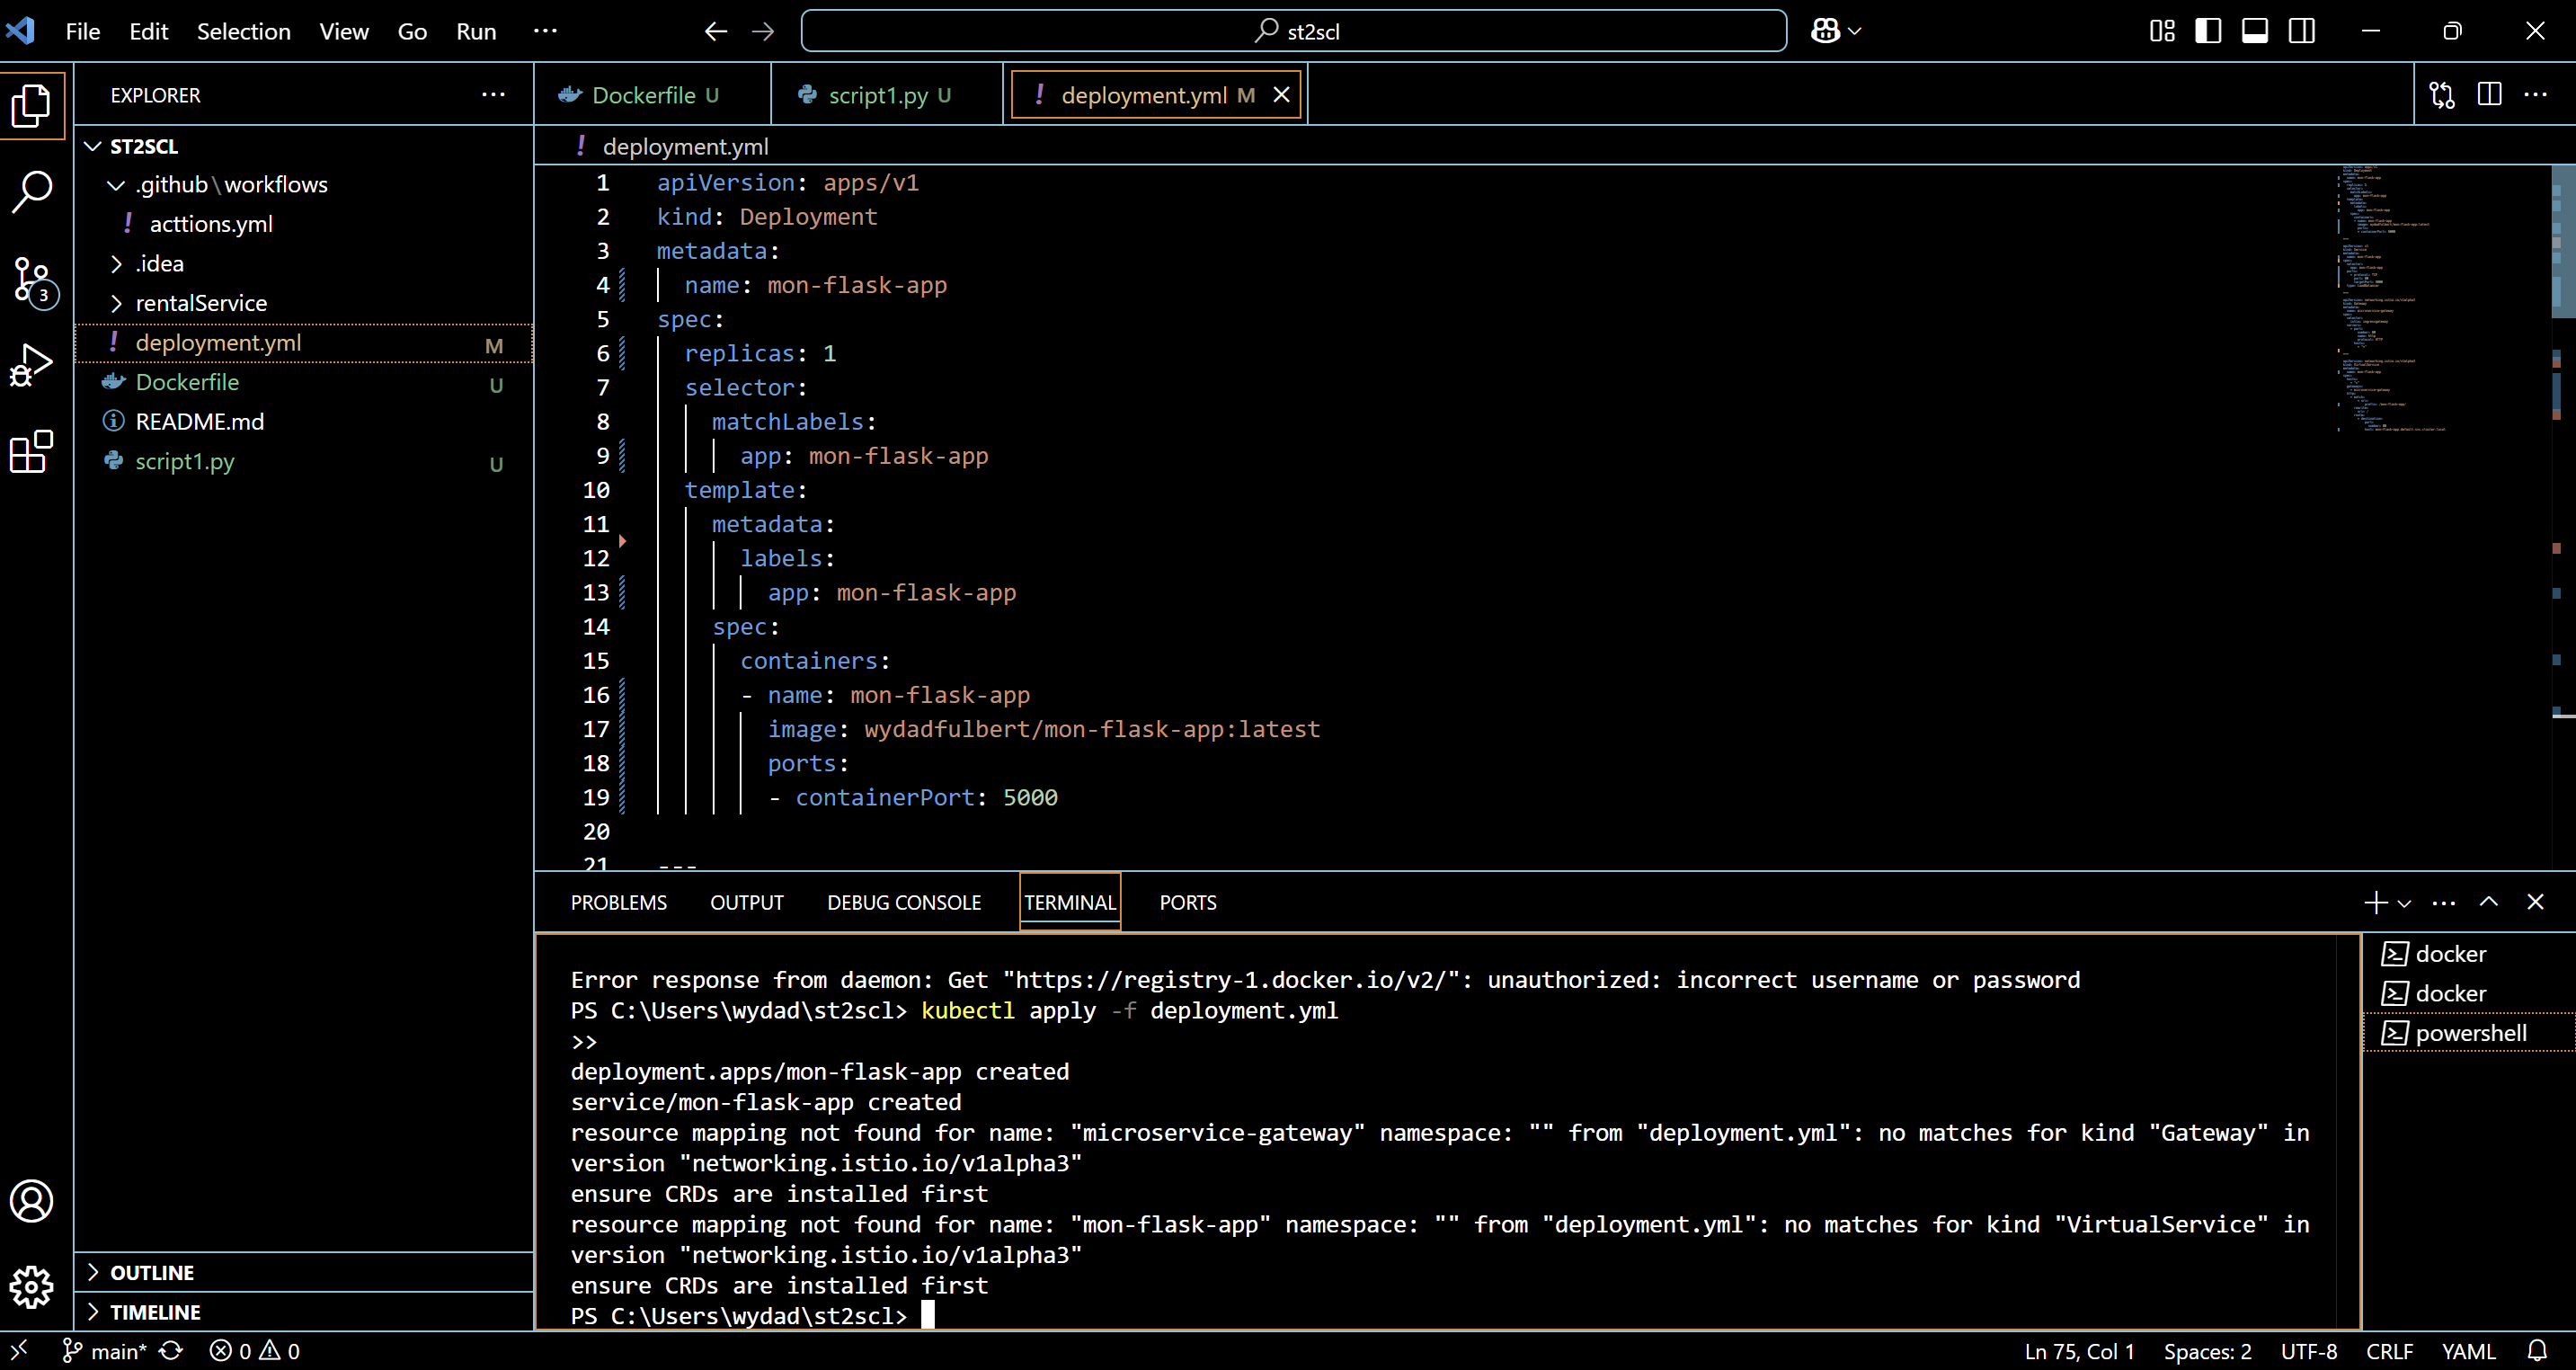 File Edit Selection View Go Run ··· st2scl
EXPLORER ···
Dockerfile U
script1.py U
! deployment.yml M
ST2SCL
.github\workflows
! acttions.yml
.idea
rentalService
! deployment.yml M
Dockerfile U
README.md
script1.py U
3
OUTLINE
TIMELINE
! deployment.yml
1 apiVersion: apps/v1
2 kind: Deployment
3 metadata:
4 name: mon-flask-app
5 spec:
6 replicas: 1
7 selector:
8 matchLabels:
9 app: mon-flask-app
10 template:
11 metadata:
12 labels:
13 app: mon-flask-app
14 spec:
15 containers:
16 - name: mon-flask-app
17 image: wydadfulbert/mon-flask-app:latest
18 ports:
19 - containerPort: 5000
20
21 ---
PROBLEMS OUTPUT DEBUG CONSOLE TERMINAL PORTS
Error response from daemon: Get "https://registry-1.docker.io/v2/": unauthorized: incorrect username or password
PS C:\Users\wydad\st2scl> kubectl apply -f deployment.yml
>>
deployment.apps/mon-flask-app created
service/mon-flask-app created
resource mapping not found for name: "microservice-gateway" namespace: "" from "deployment.yml": no matches for kind "Gateway" in
version "networking.istio.io/v1alpha3"
ensure CRDs are installed first
resource mapping not found for name: "mon-flask-app" namespace: "" from "deployment.yml": no matches for kind "VirtualService" in
version "networking.istio.io/v1alpha3"
ensure CRDs are installed first
PS C:\Users\wydad\st2scl>
docker
docker
powershell
main* 0 0
Ln 75, Col 1 Spaces: 2 UTF-8 CRLF YAML